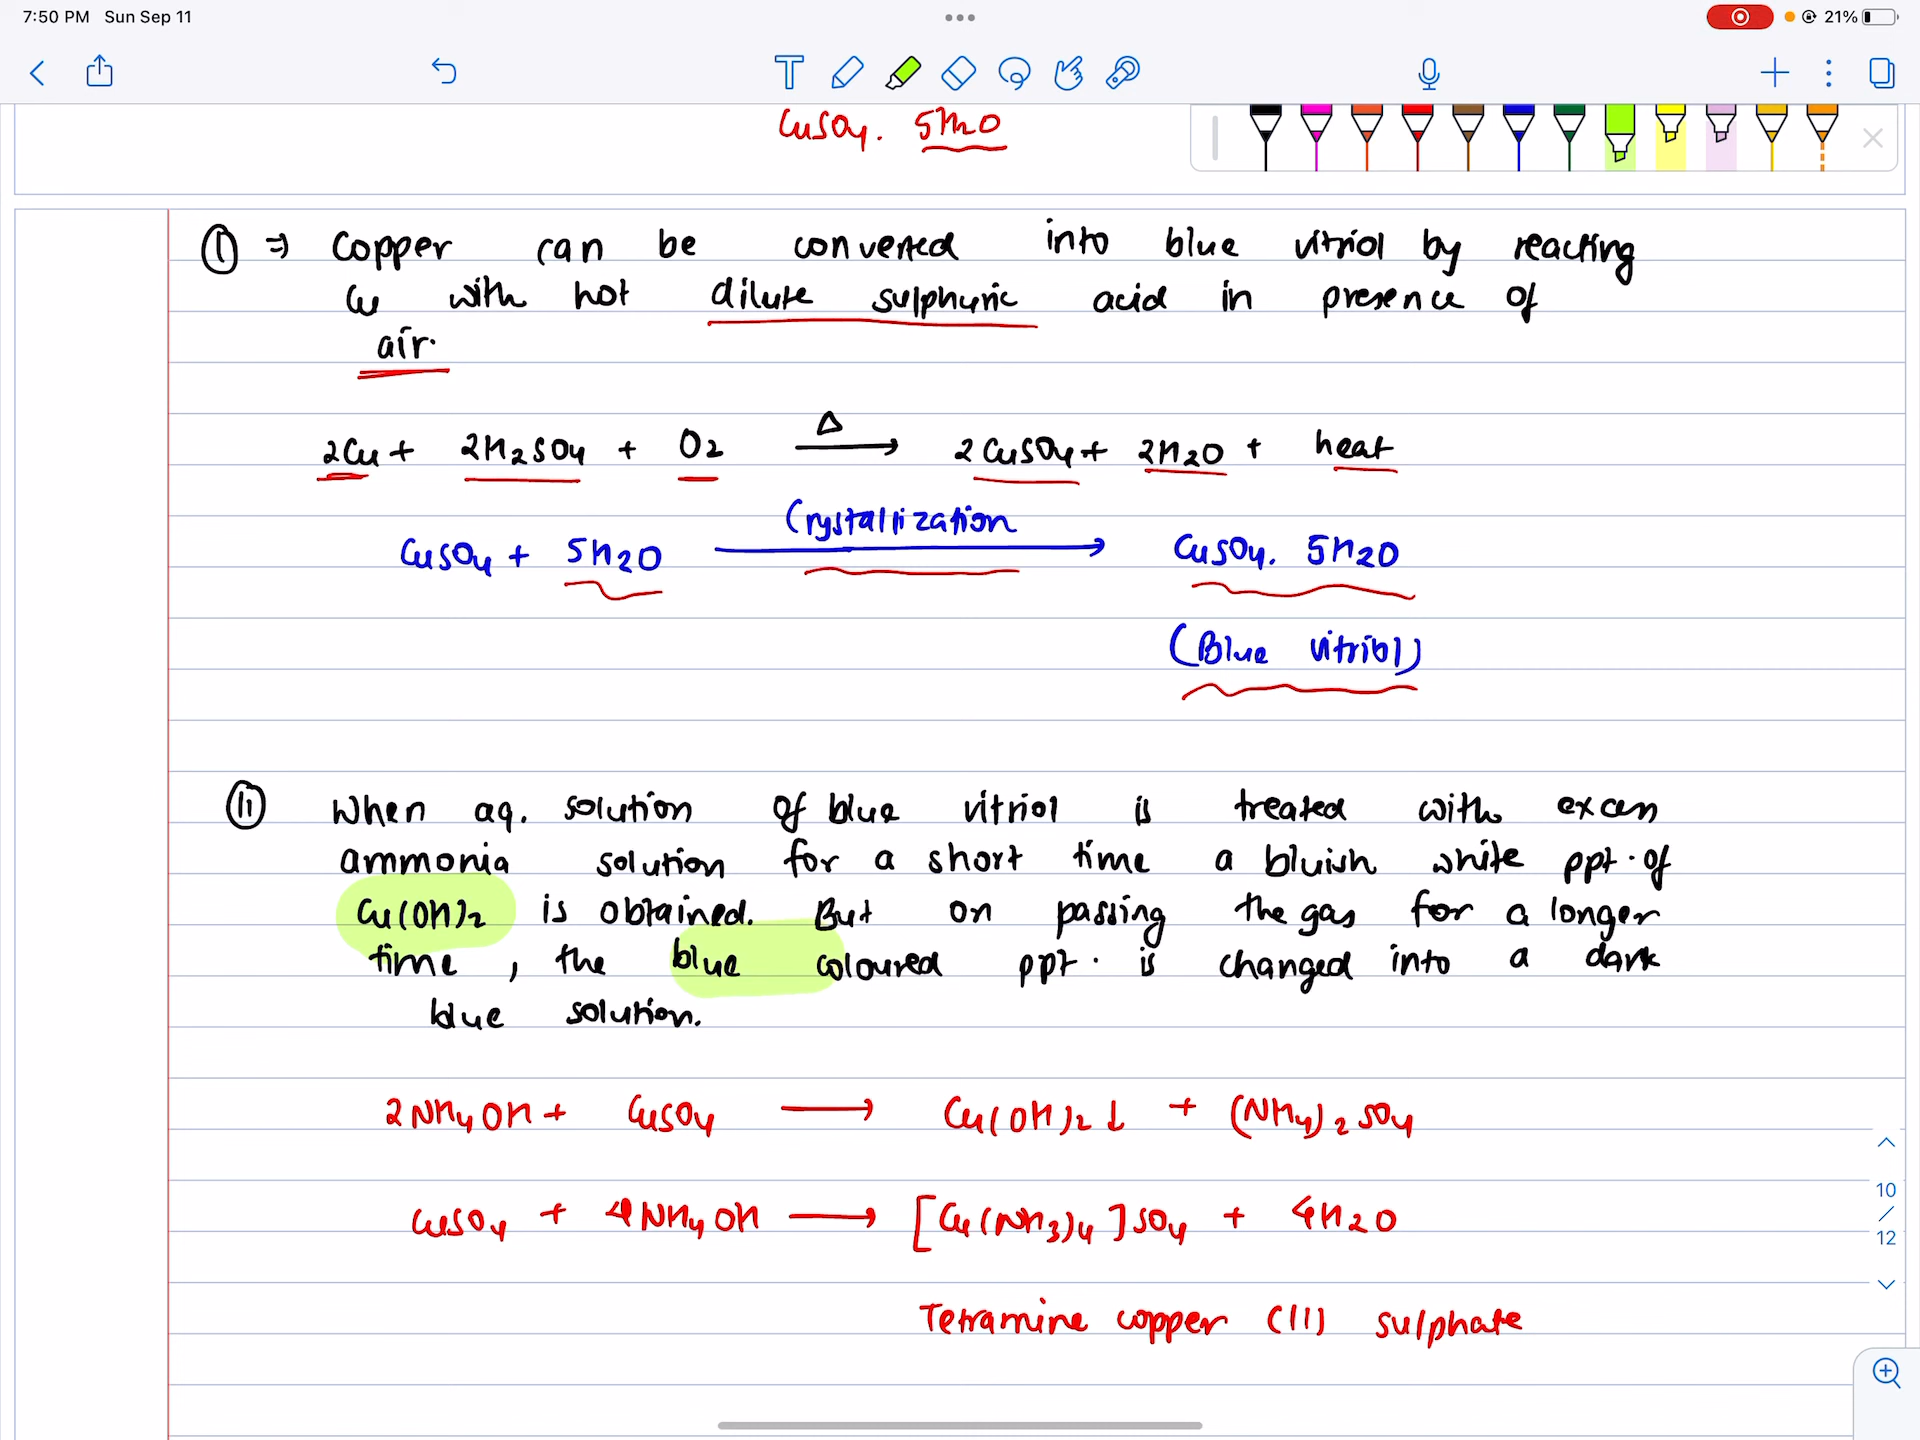 7:50 PM Sun Sep 11
21%
T
CuSO4. 5H2O
(i) ⇒ Copper can be converted into blue vitriol by reacting
Cu with hot dilute sulphuric acid in presence of
air.
2Cu + 2H2SO4 + O2 Δ → 2CuSO4 + 2H2O + heat
CuSO4 + 5H2O Crystallization → CuSO4. 5H2O
(Blue vitriol)
(ii) When aq. solution of blue vitriol is treated with excess
ammonia solution for a short time a bluish white ppt. of
Cu(OH)2 is obtained. But on passing the gas for a longer
time, the blue coloured ppt. is changed into a dark
blue solution.
2NH4OH + CuSO4 → Cu(OH)2↓ + (NH4)2SO4
CuSO4 + 4NH4OH → [Cu(NH3)4]SO4 + 4H2O
Tetramine copper (II) sulphate
10
/
12